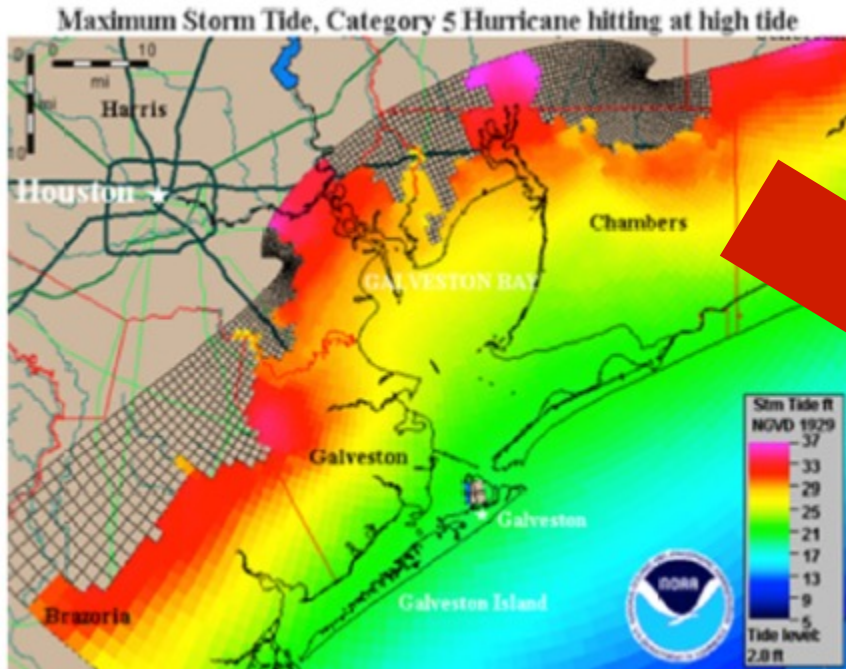 Maximum Storm Tide, Category 5 Hurricane hitting at high tide
0 10
mi
Harris
Houston
Chambers
GALVESTON BAY
Galveston
Galveston
Galveston Island
Brazoria
Stm Tide ft
NGVD 1929
37
33
29
25
21
17
13
9
5
Tide level:
2.0 ft
NOAA